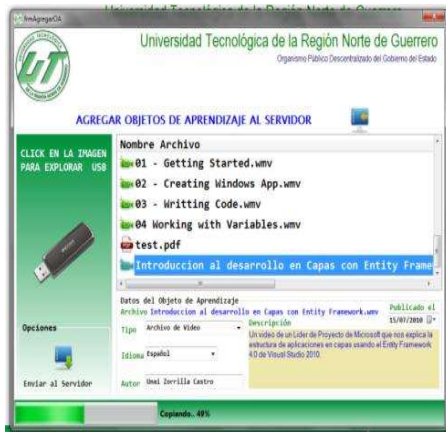 frmAgregarOA
Universidad Tecnológica de la Región Norte de Guerrero
Organismo Público Descentralizado del Gobierno del Estado
UT
AGREGAR OBJETOS DE APRENDIZAJE AL SERVIDOR
CLICK EN LA IMAGEN
PARA EXPLORAR USB
Nombre Archivo
01 - Getting Started.wmv
02 - Creating Windows App.wmv
03 - Writting Code.wmv
04 Working with Variables.wmv
test.pdf
Introduccion al desarrollo en Capas con Entity Frame
Datos del Objeto de Aprendizaje
Archivo Introduccion al desarrollo en Capas con Entity Framework.wmv
Publicado el
15/07/2010
Tipo Archivo de Video
Descripción
Un video de un Lider de Proyecto de Microsoft que nos explica la
estructura de aplicaciones en capas usando el Entity Framework
4.0 de Visual Studio 2010.
Idioma Español
Autor Unai Zorrilla Castro
Opciones
Enviar al Servidor
Copiando.. 49%